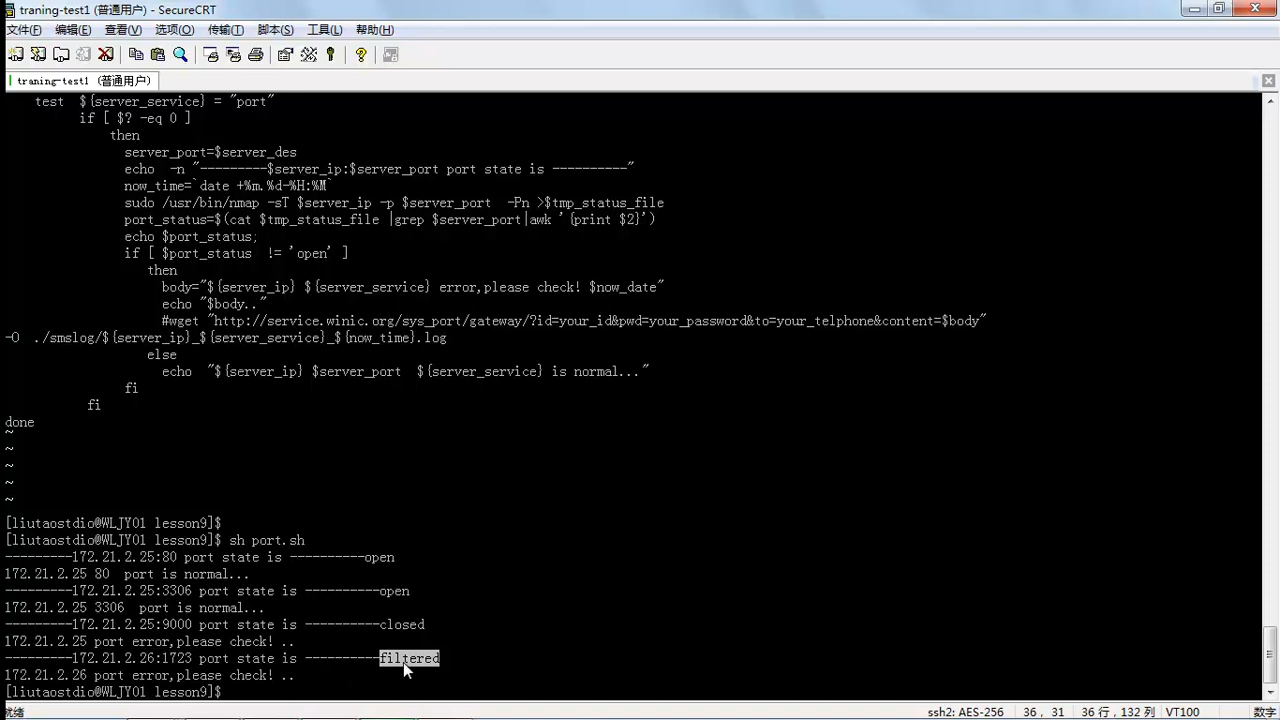 traning-test1 (普通用户) - SecureCRT
文件(F) 编辑(E) 查看(V) 选项(O) 传输(T) 脚本(S) 工具(L) 帮助(H)
traning-test1 (普通用户)
test ${server_service} = "port"
if [ $? -eq 0 ]
then
server_port=$server_des
echo -n "---------$server_ip:$server_port port state is ----------"
now_time=`date +%m.%d-%H:%M`
sudo /usr/bin/nmap -sT $server_ip -p $server_port -Pn >$tmp_status_file
port_status=$(cat $tmp_status_file |grep $server_port|awk '{print $2}')
echo $port_status;
if [ $port_status != 'open' ]
then
body="${server_ip} ${server_service} error,please check! $now_date"
echo "$body.."
#wget "http://service.winic.org/sys_port/gateway/?id=your_id&pwd=your_password&to=your_telphone&content=$body"
-O ./smslog/${server_ip}_${server_service}_${now_time}.log
else
echo "${server_ip} $server_port ${server_service} is normal..."
fi
fi
done
~
~
~
~
~
[liutaostdio@WLJY01 lesson9]$
[liutaostdio@WLJY01 lesson9]$ sh port.sh
---------172.21.2.25:80 port state is ----------open
172.21.2.25 80 port is normal...
---------172.21.2.25:3306 port state is ----------open
172.21.2.25 3306 port is normal...
---------172.21.2.25:9000 port state is ----------closed
172.21.2.25 port error,please check! ..
---------172.21.2.26:1723 port state is ----------filtered
172.21.2.26 port error,please check! ..
[liutaostdio@WLJY01 lesson9]$
就绪 ssh2: AES-256 36, 31 36 行, 132 列 VT100 数字